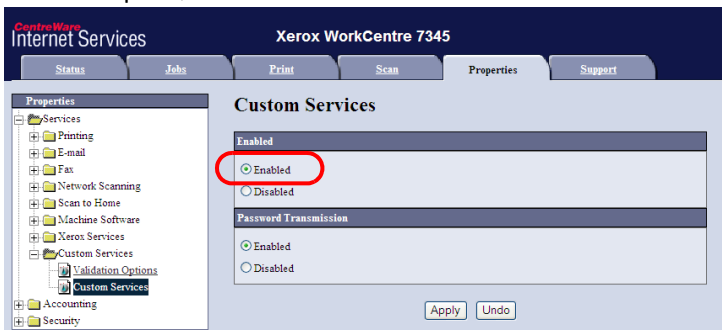 CentreWare
Internet Services
Xerox WorkCentre 7345
Status Jobs Print Scan Properties Support
Properties
Services
Printing
E-mail
Fax
Network Scanning
Scan to Home
Machine Software
Xerox Services
Custom Services
Validation Options
Custom Services
Accounting
Security
Custom Services
Enabled
Enabled
Disabled
Password Transmission
Enabled
Disabled
Apply Undo